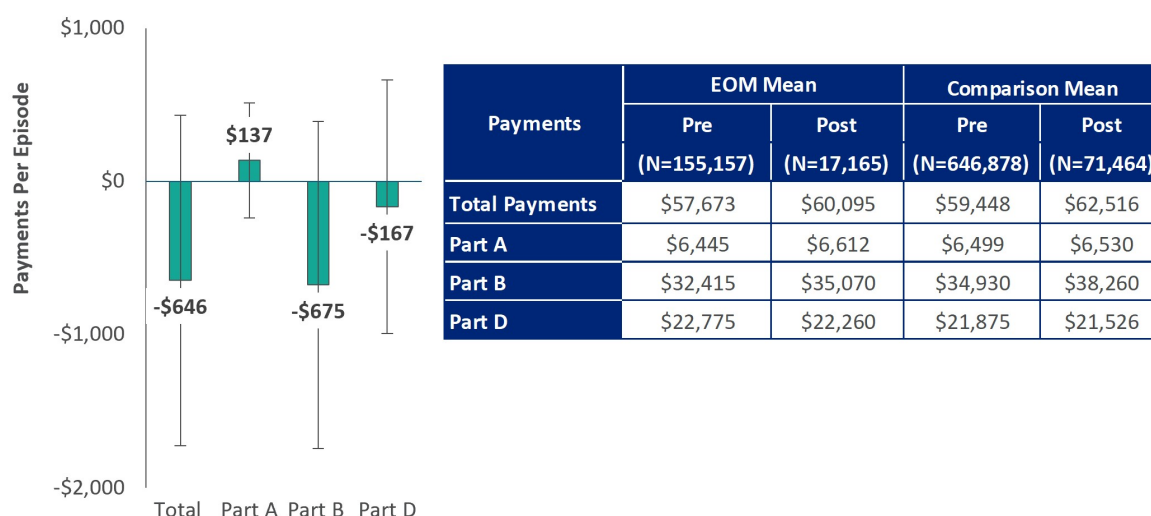 Payments Per Episode
$1,000
$0
-$1,000
-$2,000
-$646
$137
-$675
-$167
Total Part A Part B Part D
Payments EOM Mean Comparison Mean
Pre Post Pre Post
(N=155,157) (N=17,165) (N=646,878) (N=71,464)
Total Payments $57,673 $60,095 $59,448 $62,516
Part A $6,445 $6,612 $6,499 $6,530
Part B $32,415 $35,070 $34,930 $38,260
Part D $22,775 $22,260 $21,875 $21,526